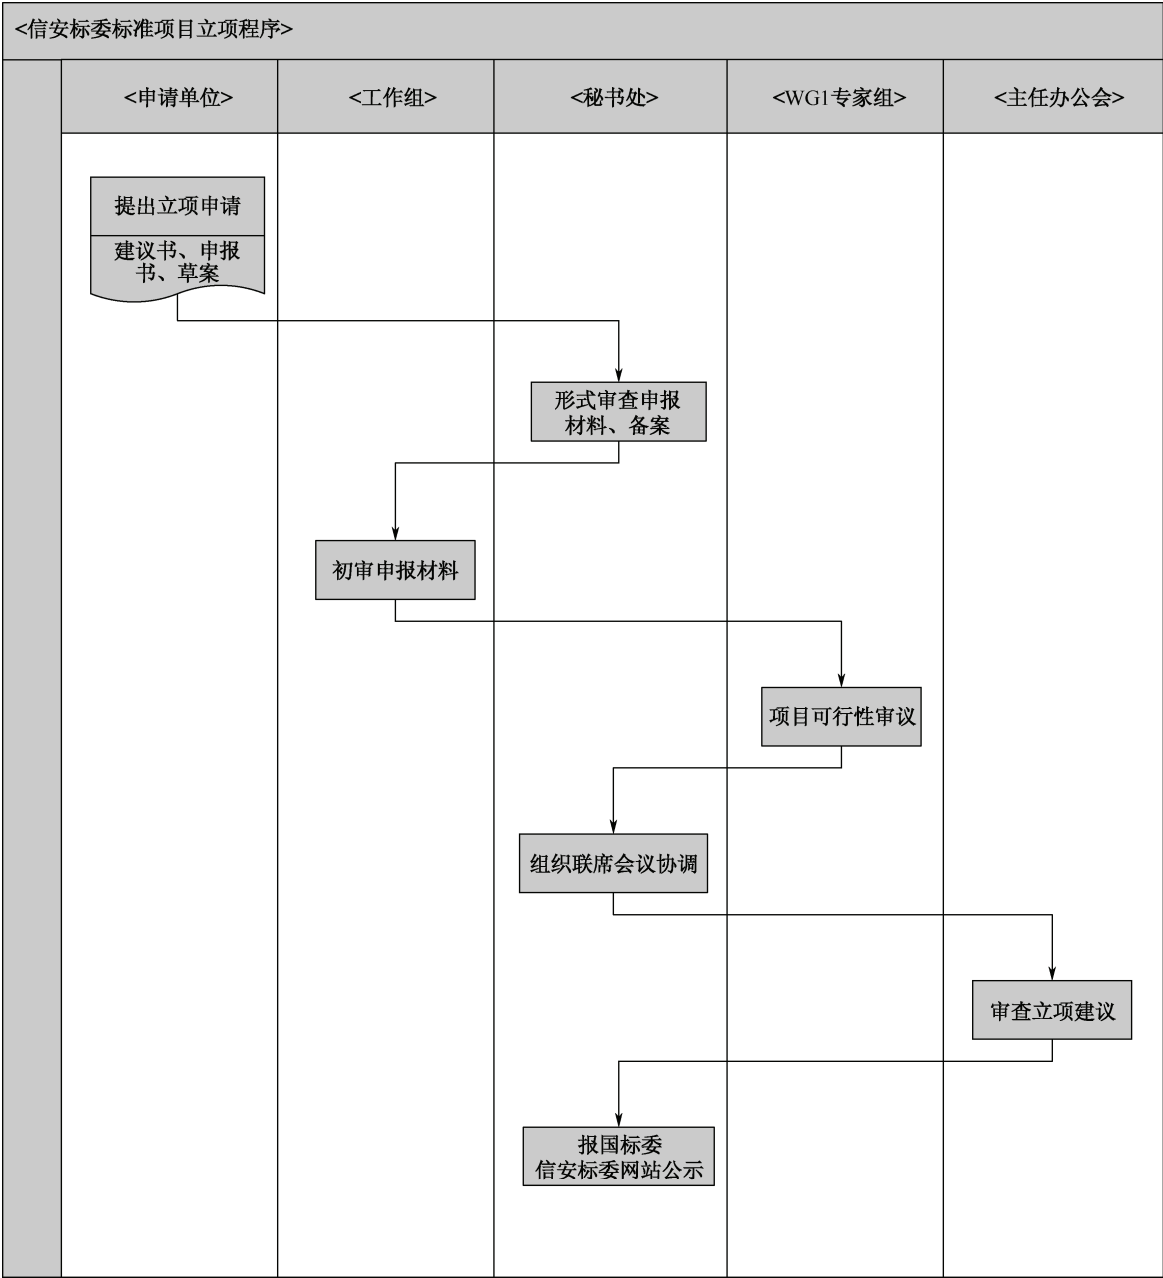 <信安标委标准项目立项程序>
<申请单位>
<工作组>
<秘书处>
<WG1专家组>
<主任办公会>
提出立项申请
建议书、申报
书、草案
形式审查申报
材料、备案
初审申报材料
项目可行性审议
组织联席会议协调
审查立项建议
报国标委
信安标委网站公示